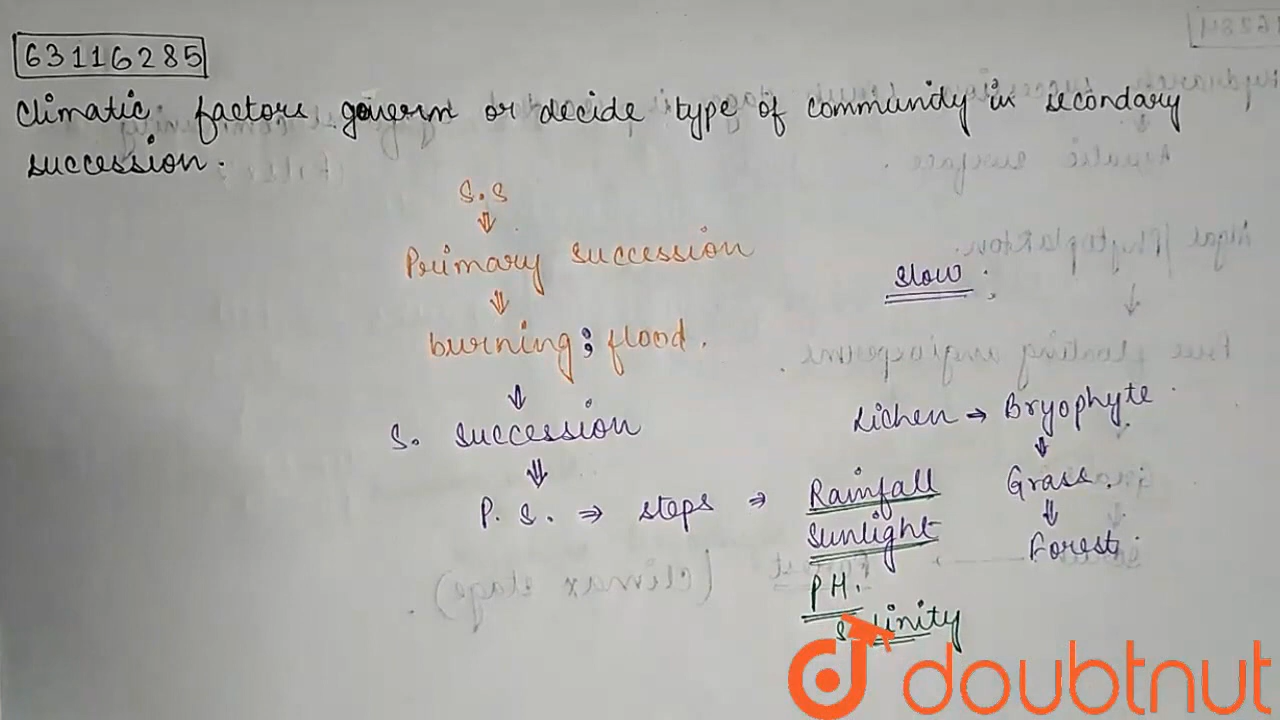 63116285
Climatic factors govern or decide type of community in secondary
succession.
S.S
⇓
Primary succession
⇓
burning; flood.
⇓
S. succession
⇓
P. S. ⇒ steps ⇒ Rainfall
Sunlight
PH.
slow:
Lichen → Bryophyte
⇓
Grass.
⇓
Forest.
doubtnut